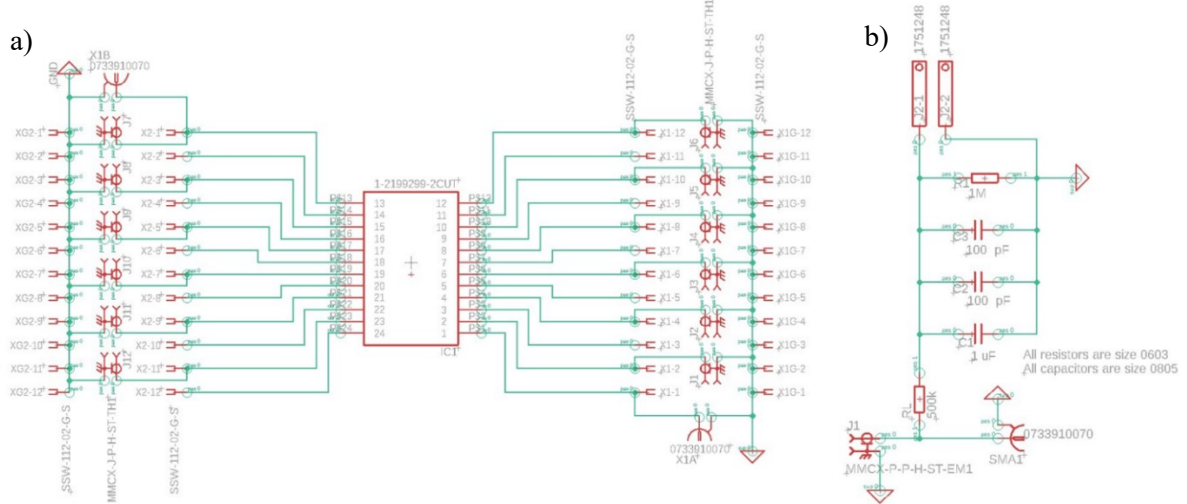 a)
X1B
0733910070
GND
J7
XG2-1
XG2-2
XG2-3
XG2-4
XG2-5
XG2-6
XG2-7
XG2-8
XG2-9
XG2-10
XG2-11
XG2-12
J8
J9
J10
J11
J12
X2-1
X2-2
X2-3
X2-4
X2-5
X2-6
X2-7
X2-8
X2-9
X2-10
X2-11
X2-12
SSW-112-02-G-S
MMCX-J-P-H-ST-TH1
SSW-112-02-G-S
1-2199299-2CUT
13 12
14 11
15 10
16 9
17 8
18 7
19 6
20 5
21 4
22 3
23 2
24 1
IC1
SSW-112-02-G-S
MMCX-J-P-H-ST-TH1
SSW-112-02-G-S
X1-12
X1-11
X1-10
X1-9
X1-8
X1-7
X1-6
X1-5
X1-4
X1-3
X1-2
X1-1
J6
J5
J4
J3
J2
J1
X1G-12
X1G-11
X1G-10
X1G-9
X1G-8
X1G-7
X1G-6
X1G-5
X1G-4
X1G-3
X1G-2
X1G-1
0733910070
X1A
b)
1751248
1751248
J2-1
J2-2
R1
1M
C3
100 pF
C2
100 pF
C1
1 uF
All resistors are size 0603
All capacitors are size 0805
RL
500k
J1
MMCX-P-P-H-ST-EM1
0733910070
SMA1